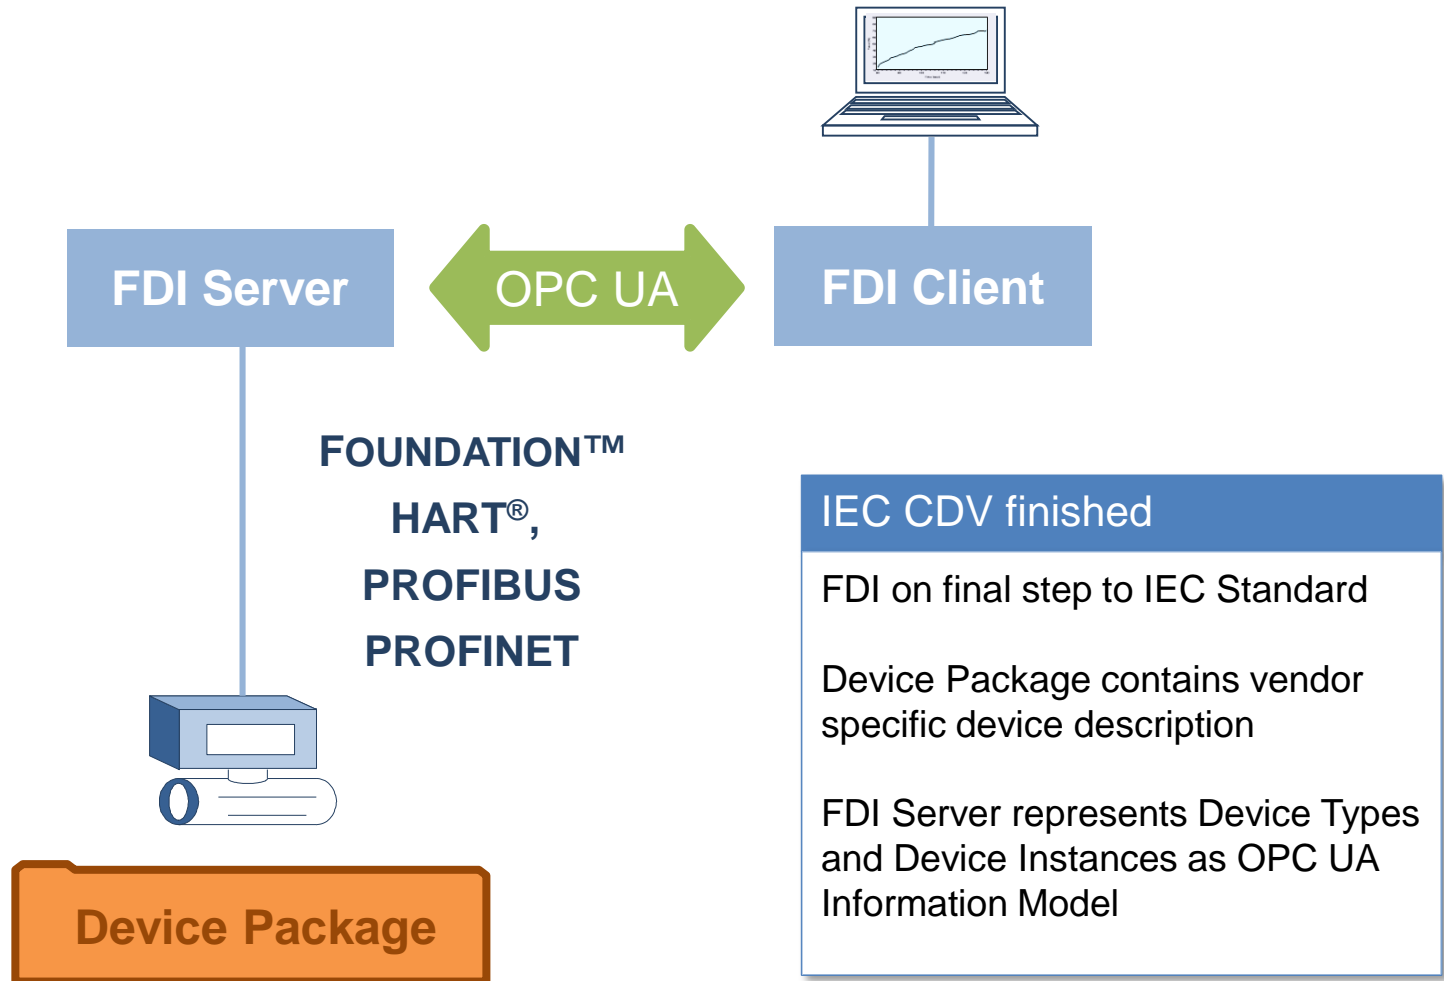 FDI Server
OPC UA
FDI Client
FOUNDATION™
HART®,
PROFIBUS
PROFINET
Device Package
IEC CDV finished
FDI on final step to IEC Standard
Device Package contains vendor
specific device description
FDI Server represents Device Types
and Device Instances as OPC UA
Information Model